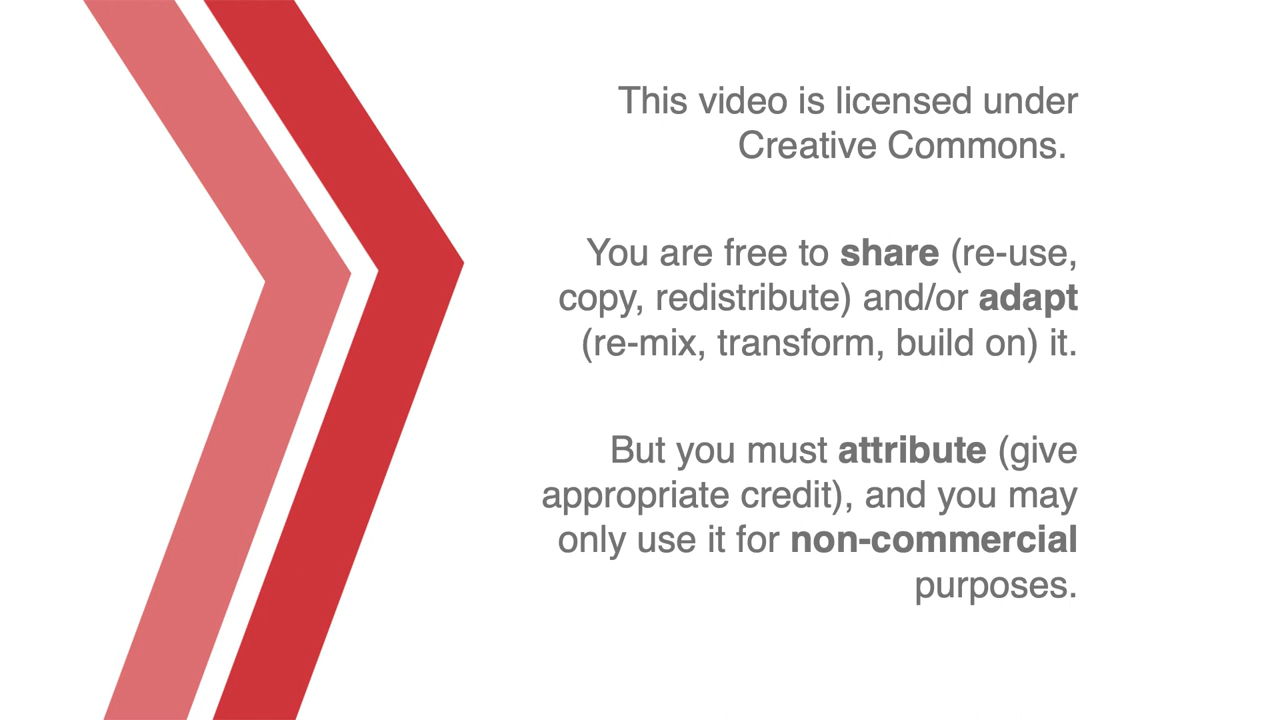 This video is licensed under
Creative Commons.
You are free to share (re-use,
copy, redistribute) and/or adapt
(re-mix, transform, build on) it.
But you must attribute (give
appropriate credit), and you may
only use it for non-commercial
purposes.